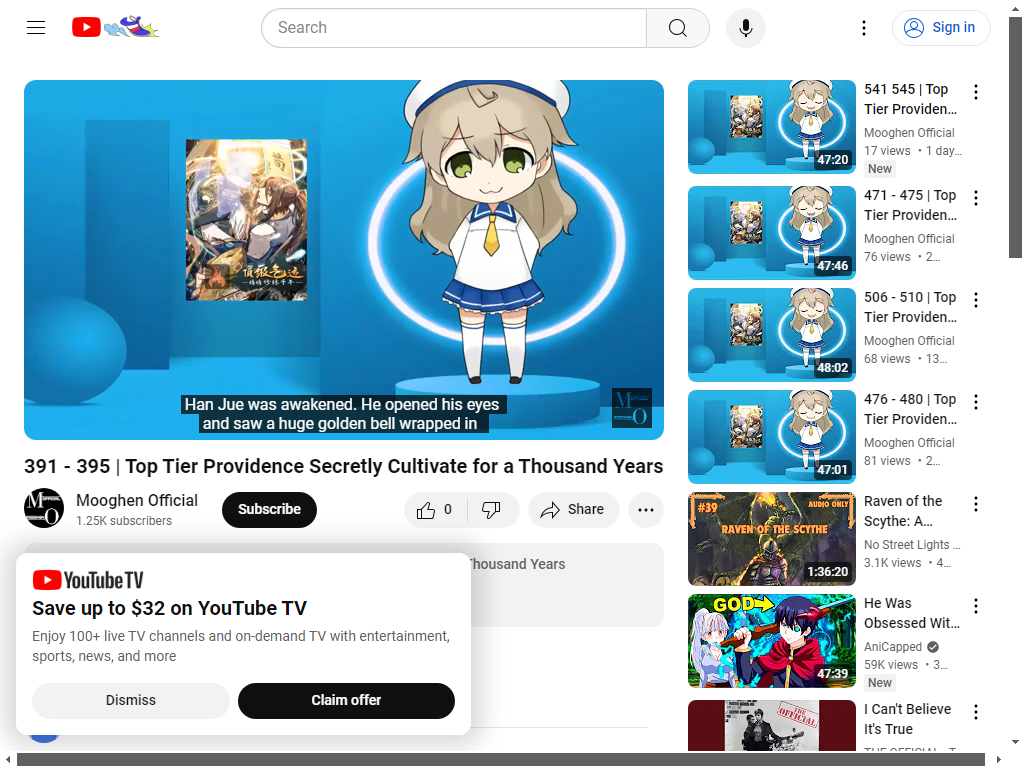 Search
Sign in
Han Jue was awakened. He opened his eyes
and saw a huge golden bell wrapped in
391 - 395 | Top Tier Providence Secretly Cultivate for a Thousand Years
Mooghen Official
1.25K subscribers
Subscribe
0
Share
Thousand Years
YouTube TV
Save up to $32 on YouTube TV
Enjoy 100+ live TV channels and on-demand TV with entertainment,
sports, news, and more
Dismiss
Claim offer
47:20
541 545 | Top
Tier Providen...
Mooghen Official
17 views • 1 day...
New
47:46
471 - 475 | Top
Tier Providen...
Mooghen Official
76 views • 2...
48:02
506 - 510 | Top
Tier Providen...
Mooghen Official
68 views • 13...
47:01
476 - 480 | Top
Tier Providen...
Mooghen Official
81 views • 2...
#39
AUDIO ONLY
RAVEN OF THE SCYTHE
1:36:20
Raven of the
Scythe: A...
No Street Lights ...
3.1K views • 4...
GOD
47:39
He Was
Obsessed Wit...
AniCapped
59K views • 3...
New
THE
OFFICIAL
I Can't Believe
It's True